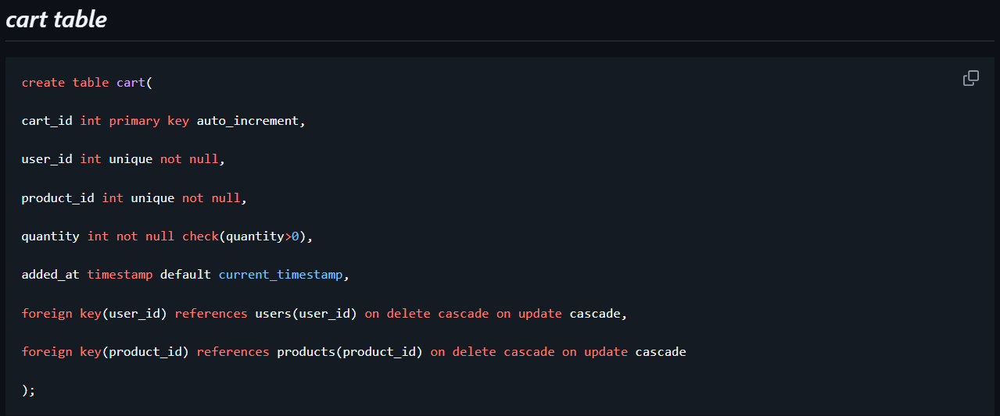 cart table
create table cart(
cart_id int primary key auto_increment,
user_id int unique not null,
product_id int unique not null,
quantity int not null check(quantity>0),
added_at timestamp default current_timestamp,
foreign key(user_id) references users(user_id) on delete cascade on update cascade,
foreign key(product_id) references products(product_id) on delete cascade on update cascade
);